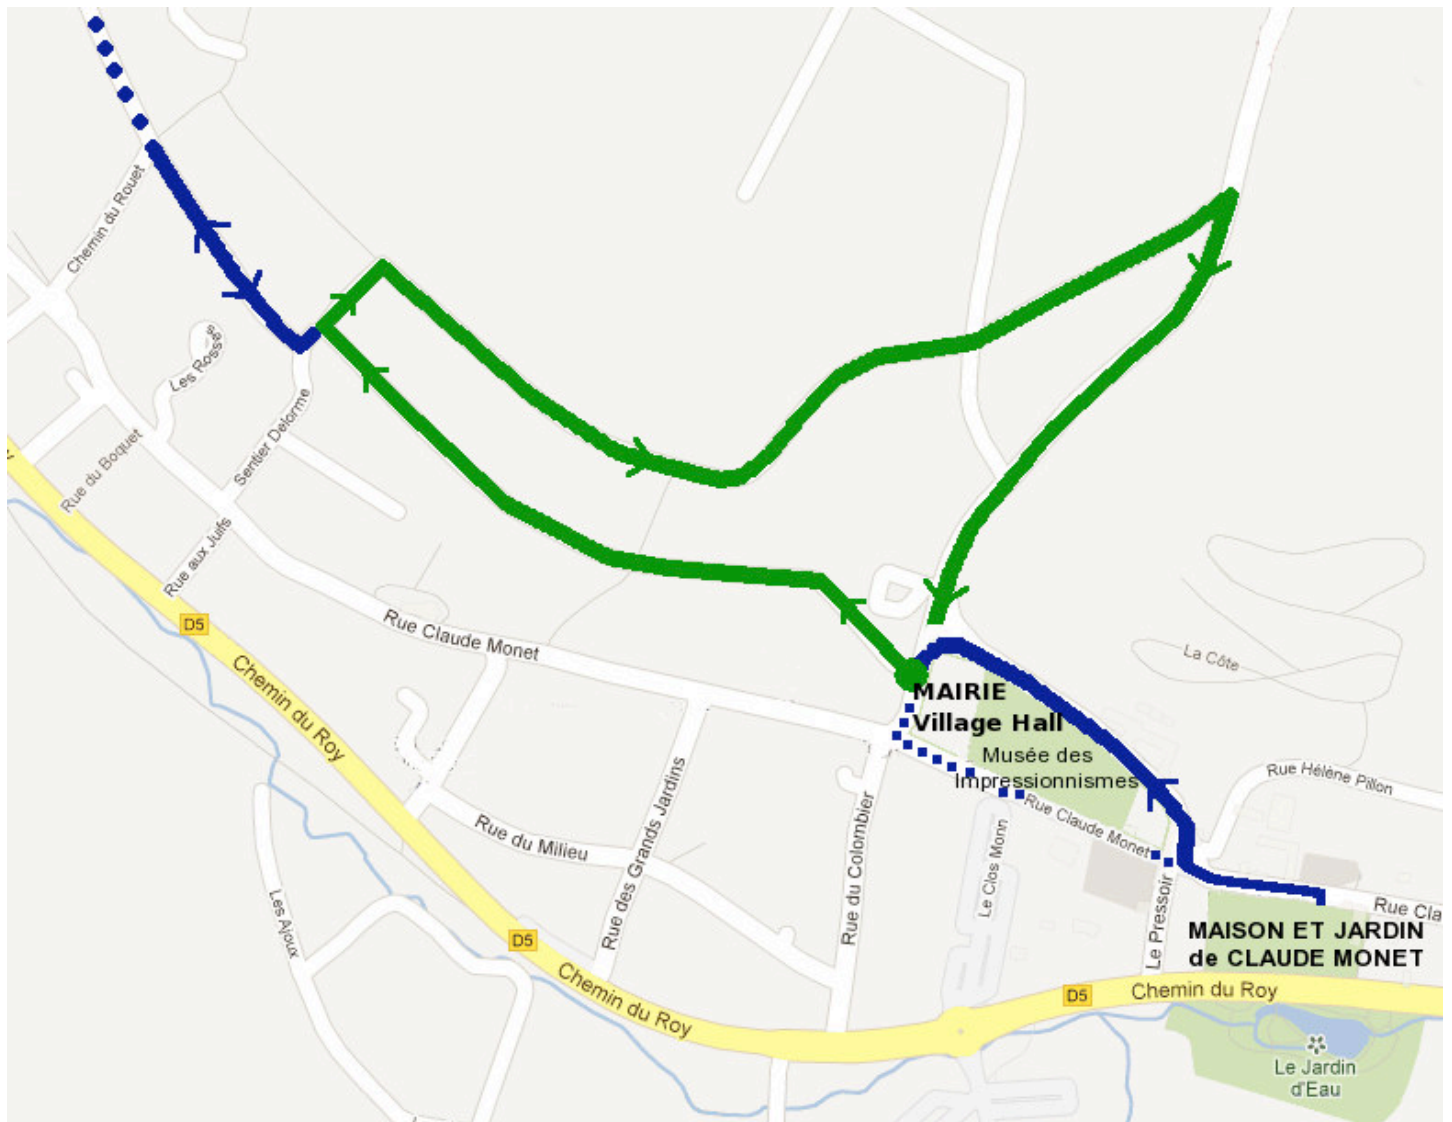 Chemin du Rouet
Les Rosses
Rue du Boquet
Sentier Delorme
Rue aux Juifs
D5
Rue Claude Monet
La Côte
MAIRIE
Village Hall
Musée des
Impressionnismes
Chemin du Roy
Rue Hélène Pillon
Rue Claude Monet
Rue du Milieu
Rue des Grands Jardins
Rue du Colombier
Le Clos Monn
Le Pressoir
Les Ajoux
Rue Cla
MAISON ET JARDIN
de CLAUDE MONET
D5
Chemin du Roy
D5
Chemin du Roy
Le Jardin
d'Eau